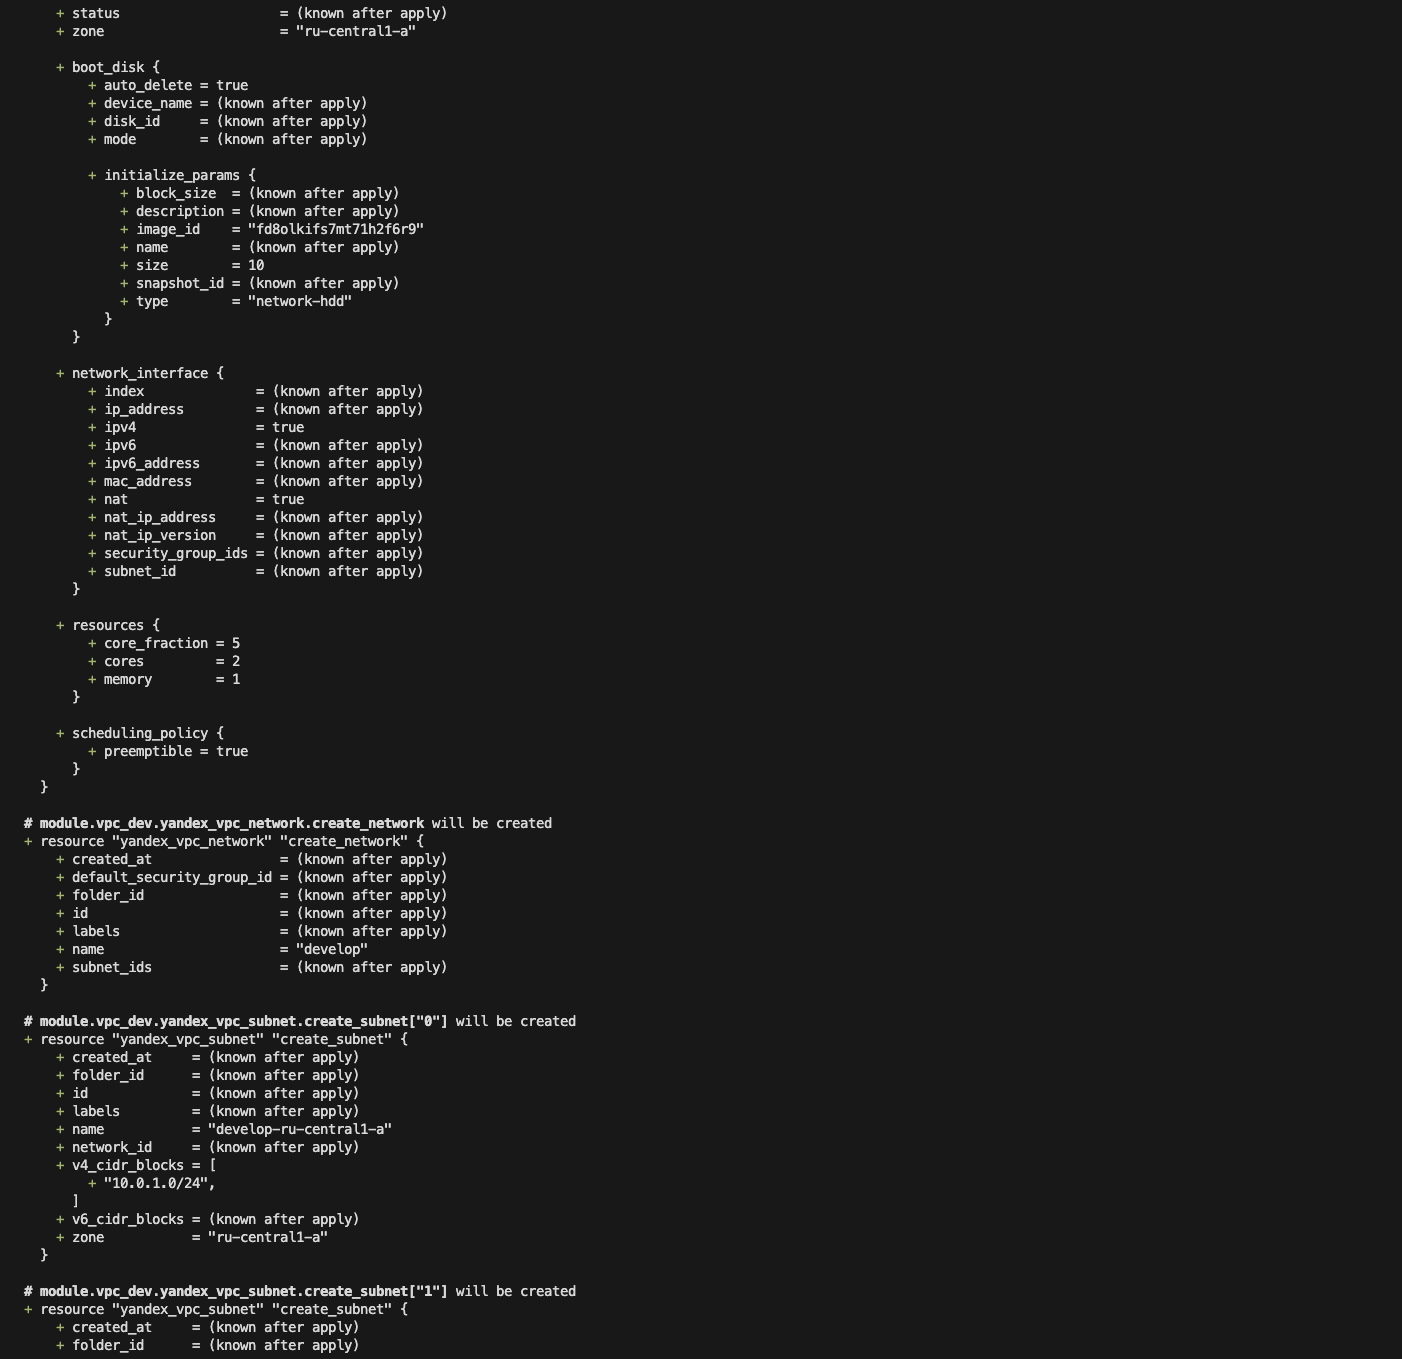 + status                    = (known after apply)
+ zone                      = "ru-central1-a"
+ boot_disk {
+ auto_delete = true
+ device_name = (known after apply)
+ disk_id     = (known after apply)
+ mode        = (known after apply)
+ initialize_params {
+ block_size  = (known after apply)
+ description = (known after apply)
+ image_id    = "fd8olkifs7mt71h2f6r9"
+ name        = (known after apply)
+ size        = 10
+ snapshot_id = (known after apply)
+ type        = "network-hdd"
}
}
+ network_interface {
+ index              = (known after apply)
+ ip_address         = (known after apply)
+ ipv4               = true
+ ipv6               = (known after apply)
+ ipv6_address       = (known after apply)
+ mac_address        = (known after apply)
+ nat                = true
+ nat_ip_address     = (known after apply)
+ nat_ip_version     = (known after apply)
+ security_group_ids = (known after apply)
+ subnet_id          = (known after apply)
}
+ resources {
+ core_fraction = 5
+ cores         = 2
+ memory        = 1
}
+ scheduling_policy {
+ preemptible = true
}
}
# module.vpc_dev.yandex_vpc_network.create_network will be created
+ resource "yandex_vpc_network" "create_network" {
+ created_at                = (known after apply)
+ default_security_group_id = (known after apply)
+ folder_id                 = (known after apply)
+ id                        = (known after apply)
+ labels                    = (known after apply)
+ name                      = "develop"
+ subnet_ids                = (known after apply)
}
# module.vpc_dev.yandex_vpc_subnet.create_subnet["0"] will be created
+ resource "yandex_vpc_subnet" "create_subnet" {
+ created_at     = (known after apply)
+ folder_id      = (known after apply)
+ id             = (known after apply)
+ labels         = (known after apply)
+ name           = "develop-ru-central1-a"
+ network_id     = (known after apply)
+ v4_cidr_blocks = [
+ "10.0.1.0/24",
]
+ v6_cidr_blocks = (known after apply)
+ zone           = "ru-central1-a"
}
# module.vpc_dev.yandex_vpc_subnet.create_subnet["1"] will be created
+ resource "yandex_vpc_subnet" "create_subnet" {
+ created_at     = (known after apply)
+ folder_id      = (known after apply)